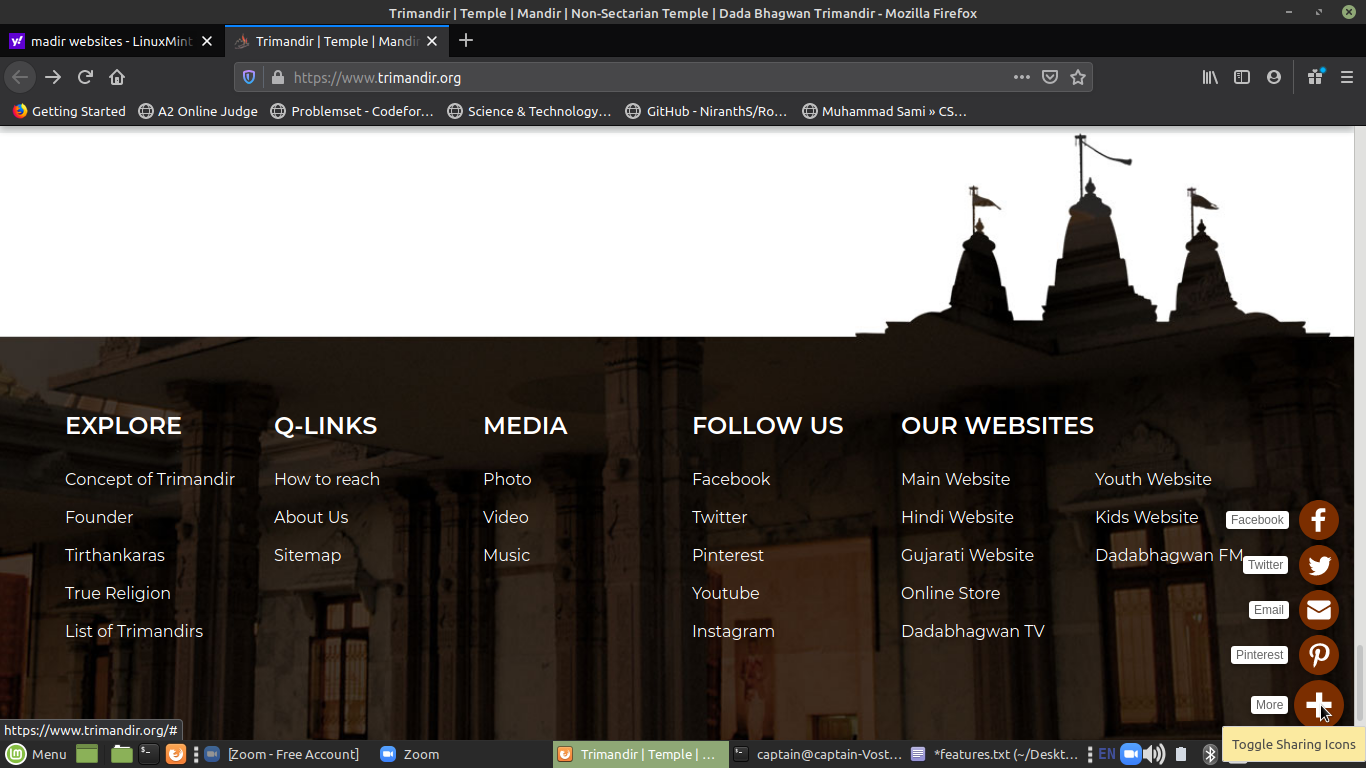 Trimandir | Temple | Mandir | Non-Sectarian Temple | Dada Bhagwan Trimandir - Mozilla Firefox
madir websites - LinuxMint
Trimandir | Temple | Mandir
https://www.trimandir.org
Getting Started A2 Online Judge Problemset - Codefor… Science & Technology… GitHub - NiranthS/Ro… Muhammad Sami » CS…
EXPLORE Q-LINKS MEDIA FOLLOW US OUR WEBSITES
Concept of Trimandir How to reach Photo Facebook Main Website Youth Website
Founder About Us Video Twitter Hindi Website Kids Website
Facebook
Tirthankaras Sitemap Music Pinterest Gujarati Website Dadabhagwan FM
Twitter
True Religion Youtube Online Store
Email
List of Trimandirs Instagram Dadabhagwan TV
Pinterest
More
https://www.trimandir.org/#
Toggle Sharing Icons
Menu [Zoom - Free Account] Zoom Trimandir | Temple | … captain@captain-Vost… *features.txt (~/Deskt… EN